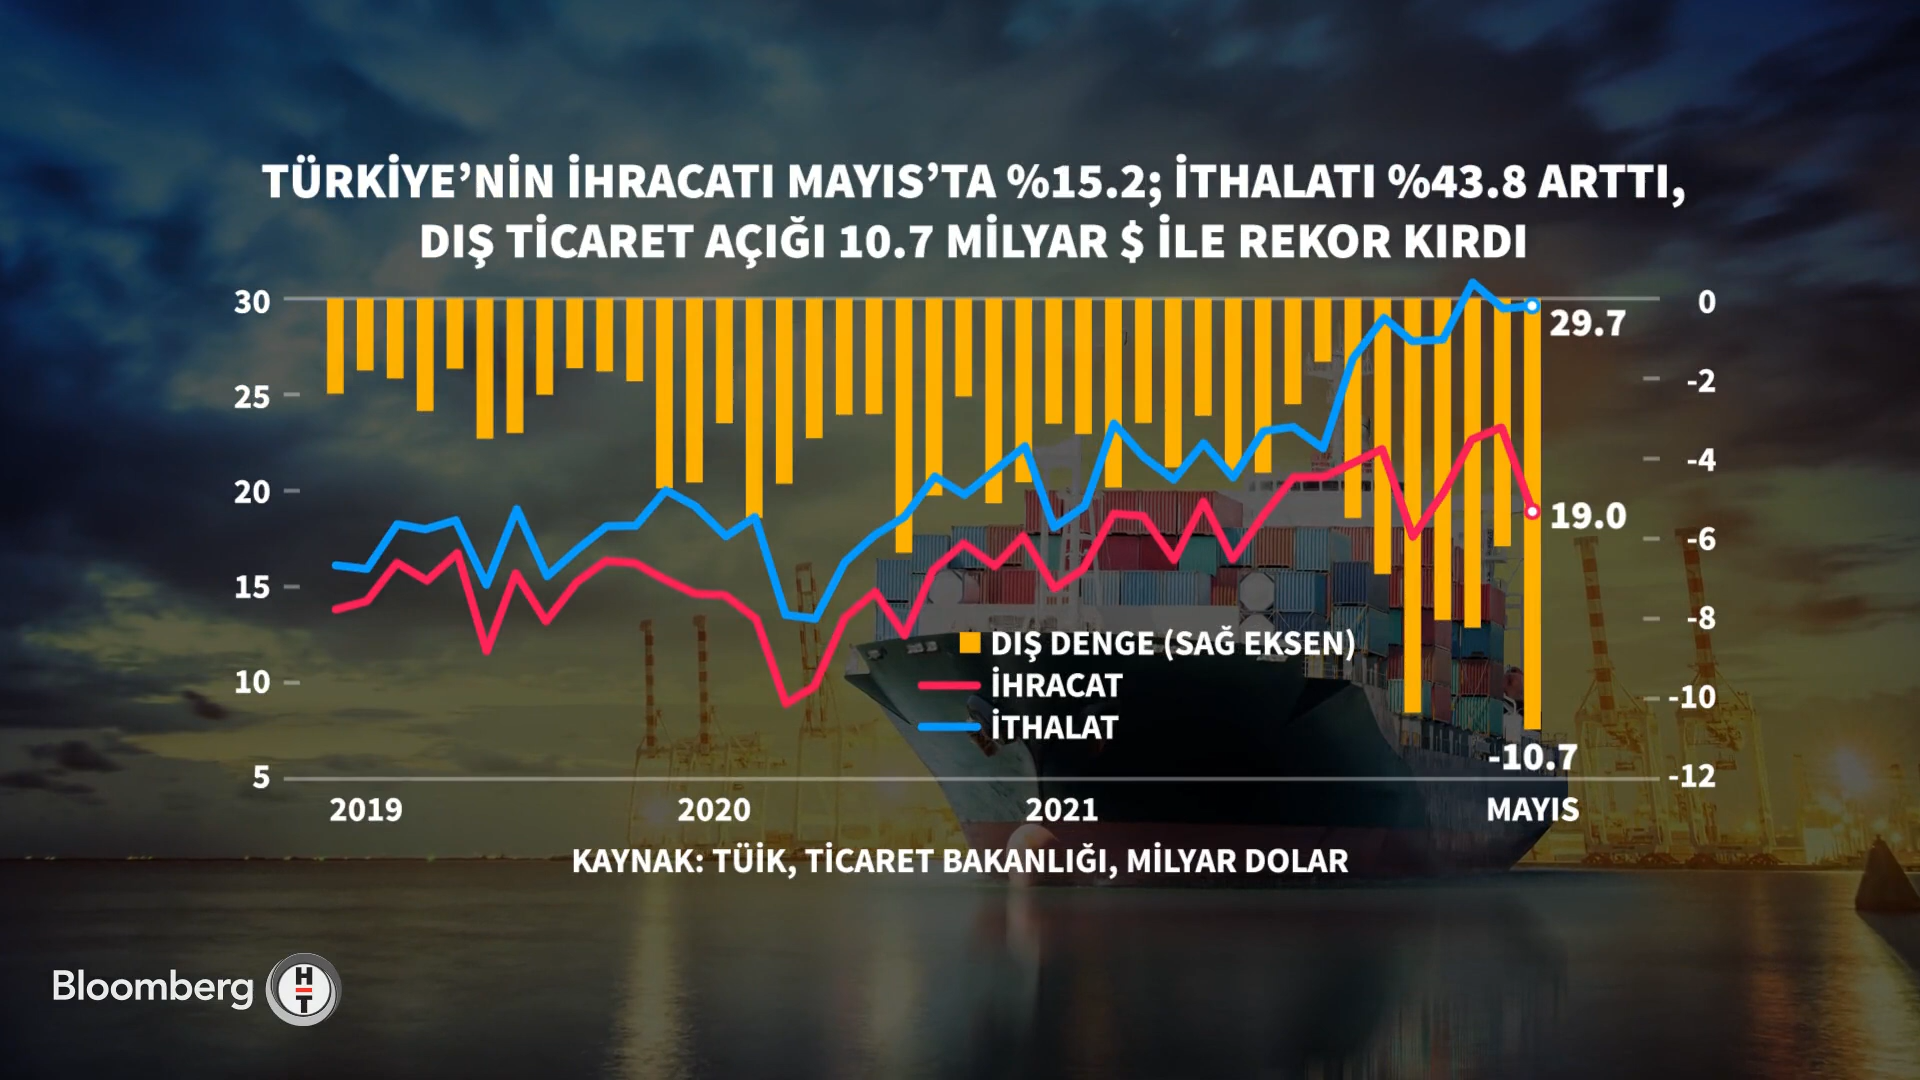 TÜRKİYE’NİN İHRACATI MAYIS’TA %15.2; İTHALATI %43.8 ARTTI,
DIŞ TİCARET AÇIĞI 10.7 MİLYAR $ İLE REKOR KIRDI
30
0
29.7
25
-2
20
-4
19.0
15
-6
10
-8
DIŞ DENGE (SAĞ EKSEN)
İHRACAT
İTHALAT
-10
-10.7
5
-12
2019
2020
2021
MAYIS
KAYNAK: TÜİK, TİCARET BAKANLIĞI, MİLYAR DOLAR
Bloomberg HT